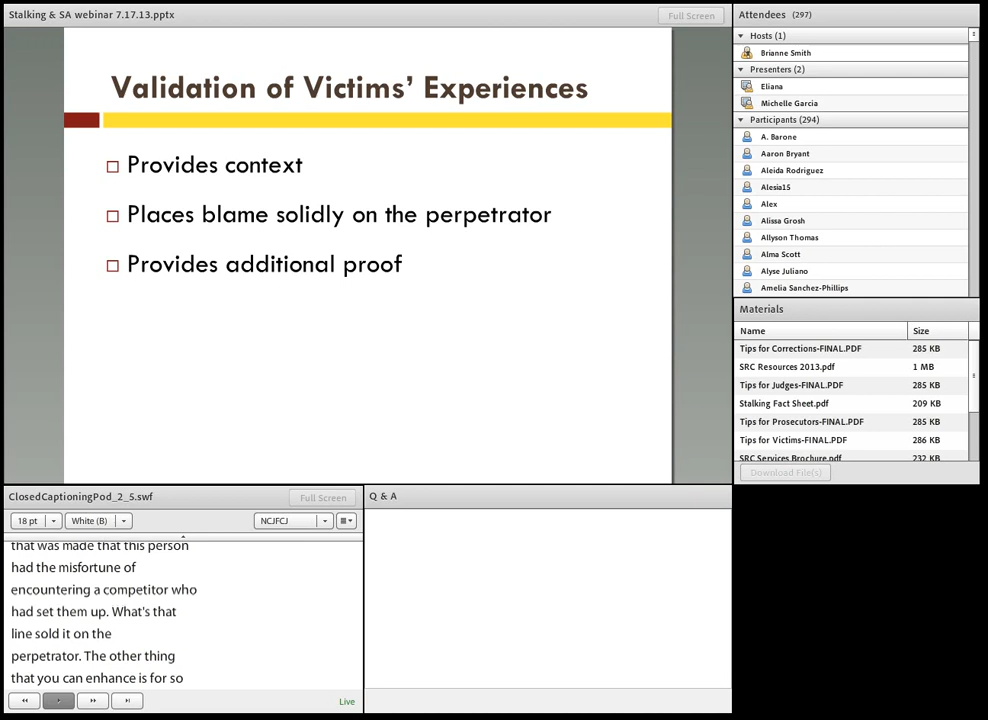 Stalking & SA webinar 7.17.13.pptx
Full Screen
Validation of Victims' Experiences
Provides context
Places blame solidly on the perpetrator
Provides additional proof
Attendees (297)
Hosts (1)
Brianne Smith
Presenters (2)
Eliana
Michelle Garcia
Participants (294)
A. Barone
Aaron Bryant
Aleida Rodriguez
Alesia15
Alex
Alissa Grosh
Allyson Thomas
Alma Scott
Alyse Juliano
Amelia Sanchez-Phillips
Materials
Name Size
Tips for Corrections-FINAL.PDF 285 KB
SRC Resources 2013.pdf 1 MB
Tips for Judges-FINAL.PDF 285 KB
Stalking Fact Sheet.pdf 209 KB
Tips for Prosecutors-FINAL.PDF 285 KB
Tips for Victims-FINAL.PDF 286 KB
SRC Services Brochure.pdf 232 KB
Download File(s)
ClosedCaptioningPod_2_5.swf
Full Screen
18 pt White (B) NCJFCJ
that was made that this person
had the misfortune of
encountering a competitor who
had set them up. What's that
line sold it on the
perpetrator. The other thing
that you can enhance is for so
Live
Q & A